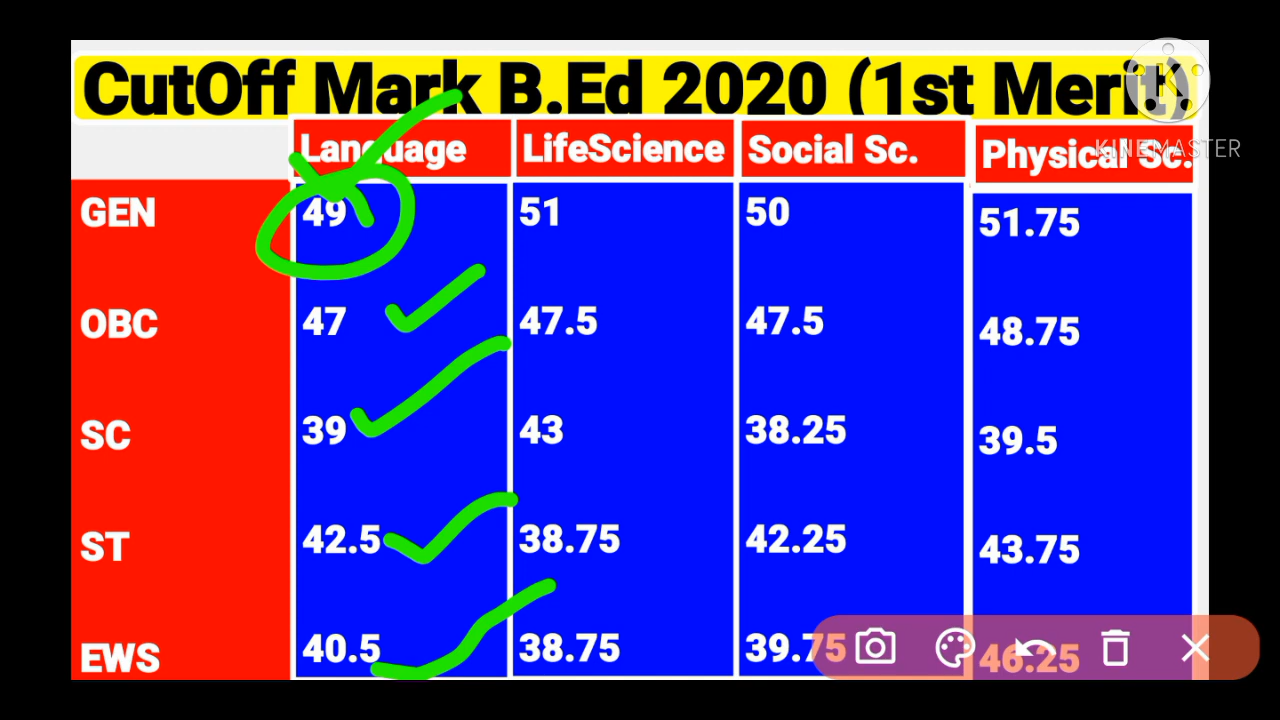 CutOff Mark B.Ed 2020 (1st Merit)
KINEMASTER
Language LifeScience Social Sc. Physical Sc.
GEN 49 51 50 51.75
OBC 47 47.5 47.5 48.75
SC 39 43 38.25 39.5
ST 42.5 38.75 42.25 43.75
EWS 40.5 38.75 39.75 46.25